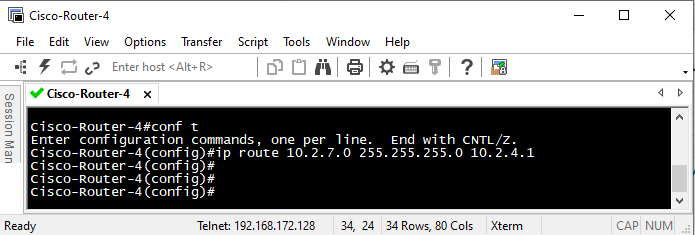 Cisco-Router-4
File Edit View Options Transfer Script Tools Window Help
Enter host <Alt+R>
Session Man
Cisco-Router-4
Cisco-Router-4#conf t
Enter configuration commands, one per line.  End with CNTL/Z.
Cisco-Router-4(config)#ip route 10.2.7.0 255.255.255.0 10.2.4.1
Cisco-Router-4(config)#
Cisco-Router-4(config)#
Cisco-Router-4(config)#
Ready Telnet: 192.168.172.128 34, 24 34 Rows, 80 Cols Xterm CAP NUM